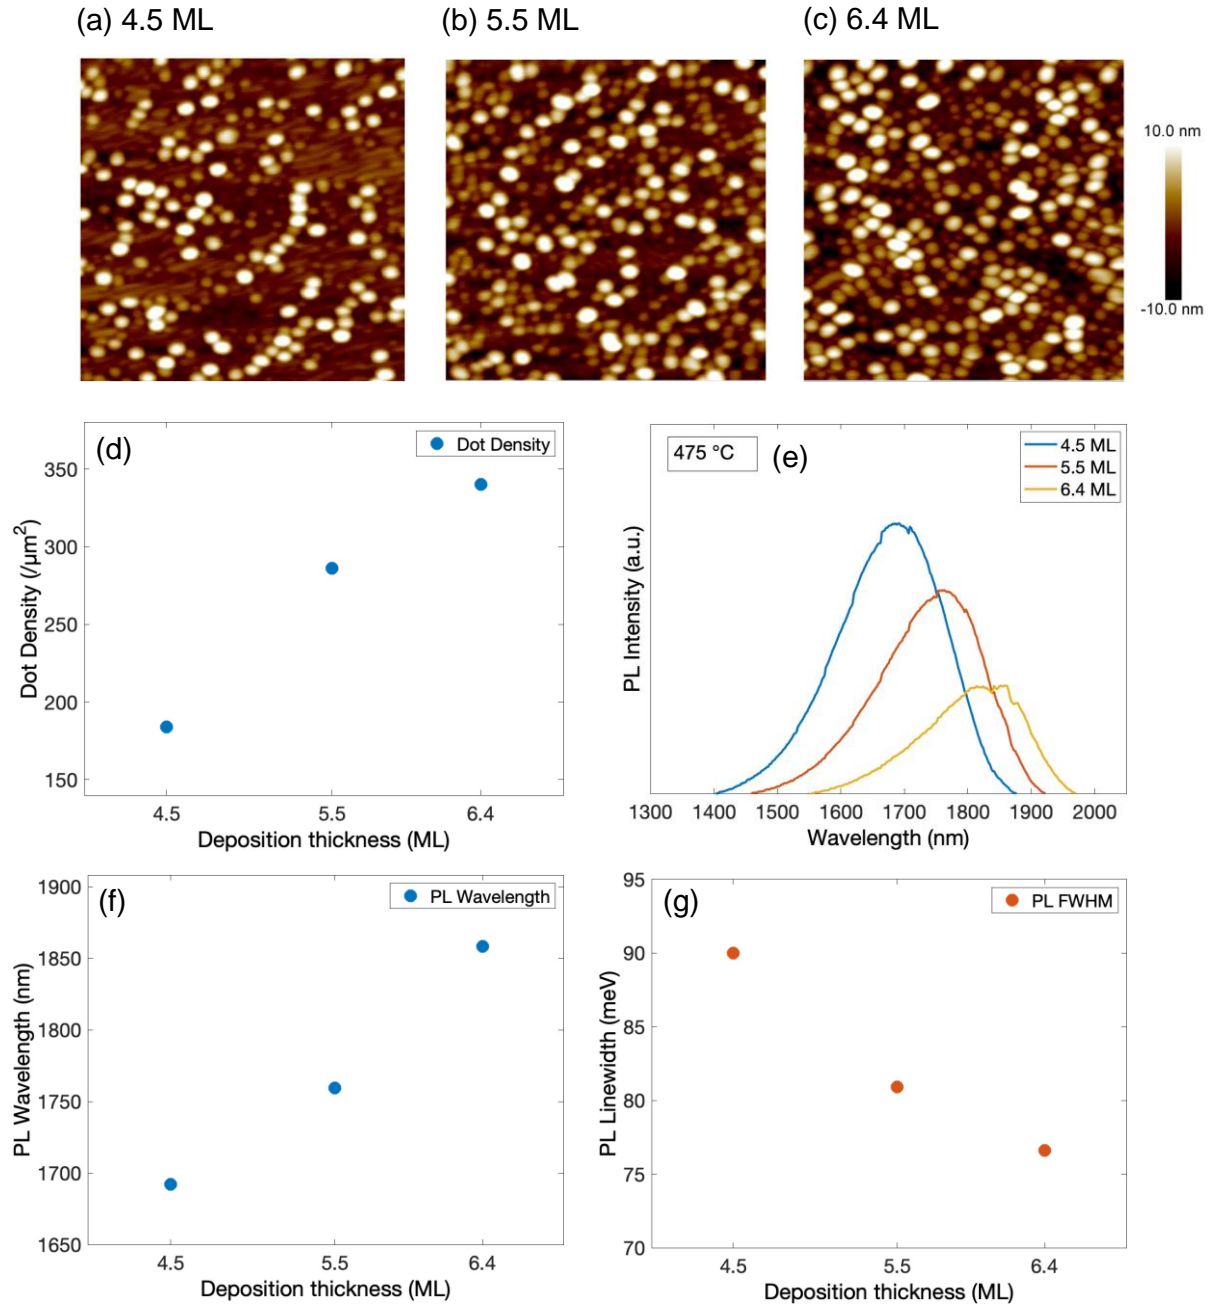 (a) 4.5 ML
(b) 5.5 ML
(c) 6.4 ML
10.0 nm
-10.0 nm
(d)
Dot Density
350
300
250
200
150
Dot Density (/µm²)
4.5
5.5
6.4
Deposition thickness (ML)
475 °C
(e)
4.5 ML
5.5 ML
6.4 ML
PL Intensity (a.u.)
1300 1400 1500 1600 1700 1800 1900 2000
Wavelength (nm)
(f)
PL Wavelength
1900
1850
1800
1750
1700
1650
PL Wavelength (nm)
4.5
5.5
6.4
Deposition thickness (ML)
(g)
PL FWHM
95
90
85
80
75
70
PL Linewidth (meV)
4.5
5.5
6.4
Deposition thickness (ML)